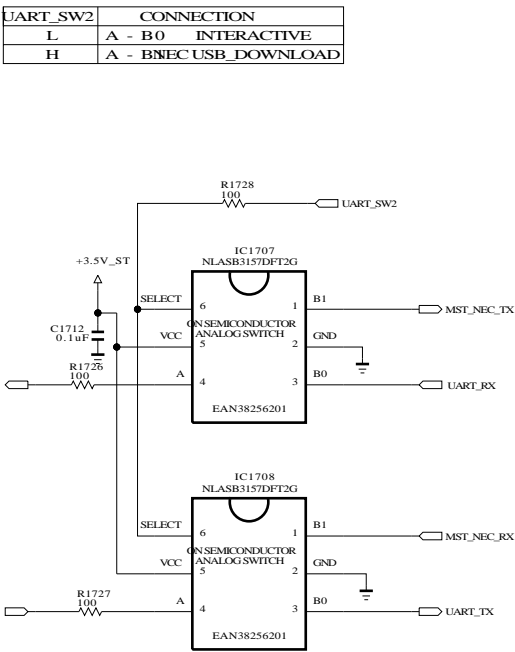 UART_SW2 CONNECTION
L A - B0 INTERACTIVE
H A - B1 NEC USB_DOWNLOAD
R1728
100
UART_SW2
IC1707
NLASB3157DFT2G
+3.5V_ST
SELECT 6 1 B1 MST_NEC_TX
ON SEMICONDUCTOR
C1712
0.1uF
VCC 5 ANALOG SWITCH 2 GND
R1726
100
A 4 3 B0 UART_RX
EAN38256201
IC1708
NLASB3157DFT2G
SELECT 6 1 B1 MST_NEC_RX
ON SEMICONDUCTOR
VCC 5 ANALOG SWITCH 2 GND
R1727
100
A 4 3 B0 UART_TX
EAN38256201